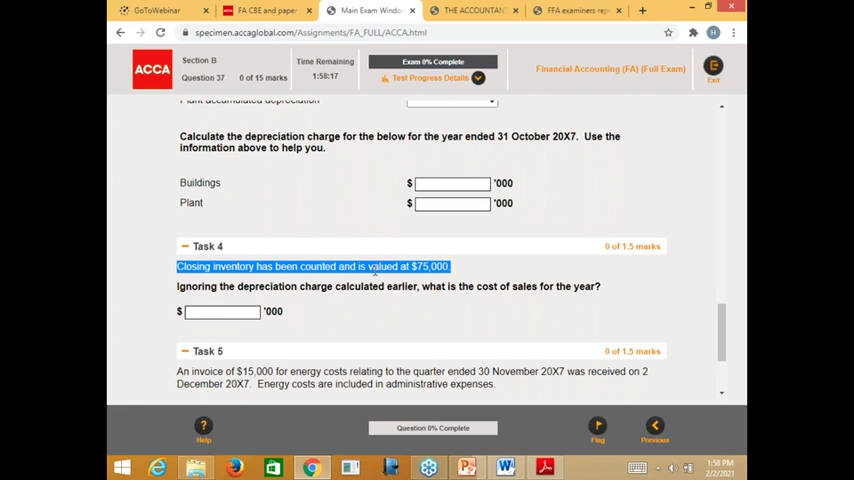 GoToWebinar
FA CBE and paper
Main Exam Window
THE ACCOUNTAN
FFA examiners rep
specimen.accaglobal.com/Assignments/FA_FULL/ACCA.html
H
ACCA
Section B
Question 37
0 of 15 marks
Time Remaining
1:58:17
Exam 0% Complete
Test Progress Details
Financial Accounting (FA) (Full Exam)
Exit
Plant accumulated depreciation
Calculate the depreciation charge for the below for the year ended 31 October 20X7. Use the
information above to help you.
Buildings $ '000
Plant $ '000
Task 4 0 of 1.5 marks
Closing inventory has been counted and is valued at $75,000.
Ignoring the depreciation charge calculated earlier, what is the cost of sales for the year?
$ '000
Task 5 0 of 1.5 marks
An invoice of $15,000 for energy costs relating to the quarter ended 30 November 20X7 was received on 2
December 20X7. Energy costs are included in administrative expenses.
?
Help
Question 0% Complete
Flag
Previous
1:58 PM
2/2/2021